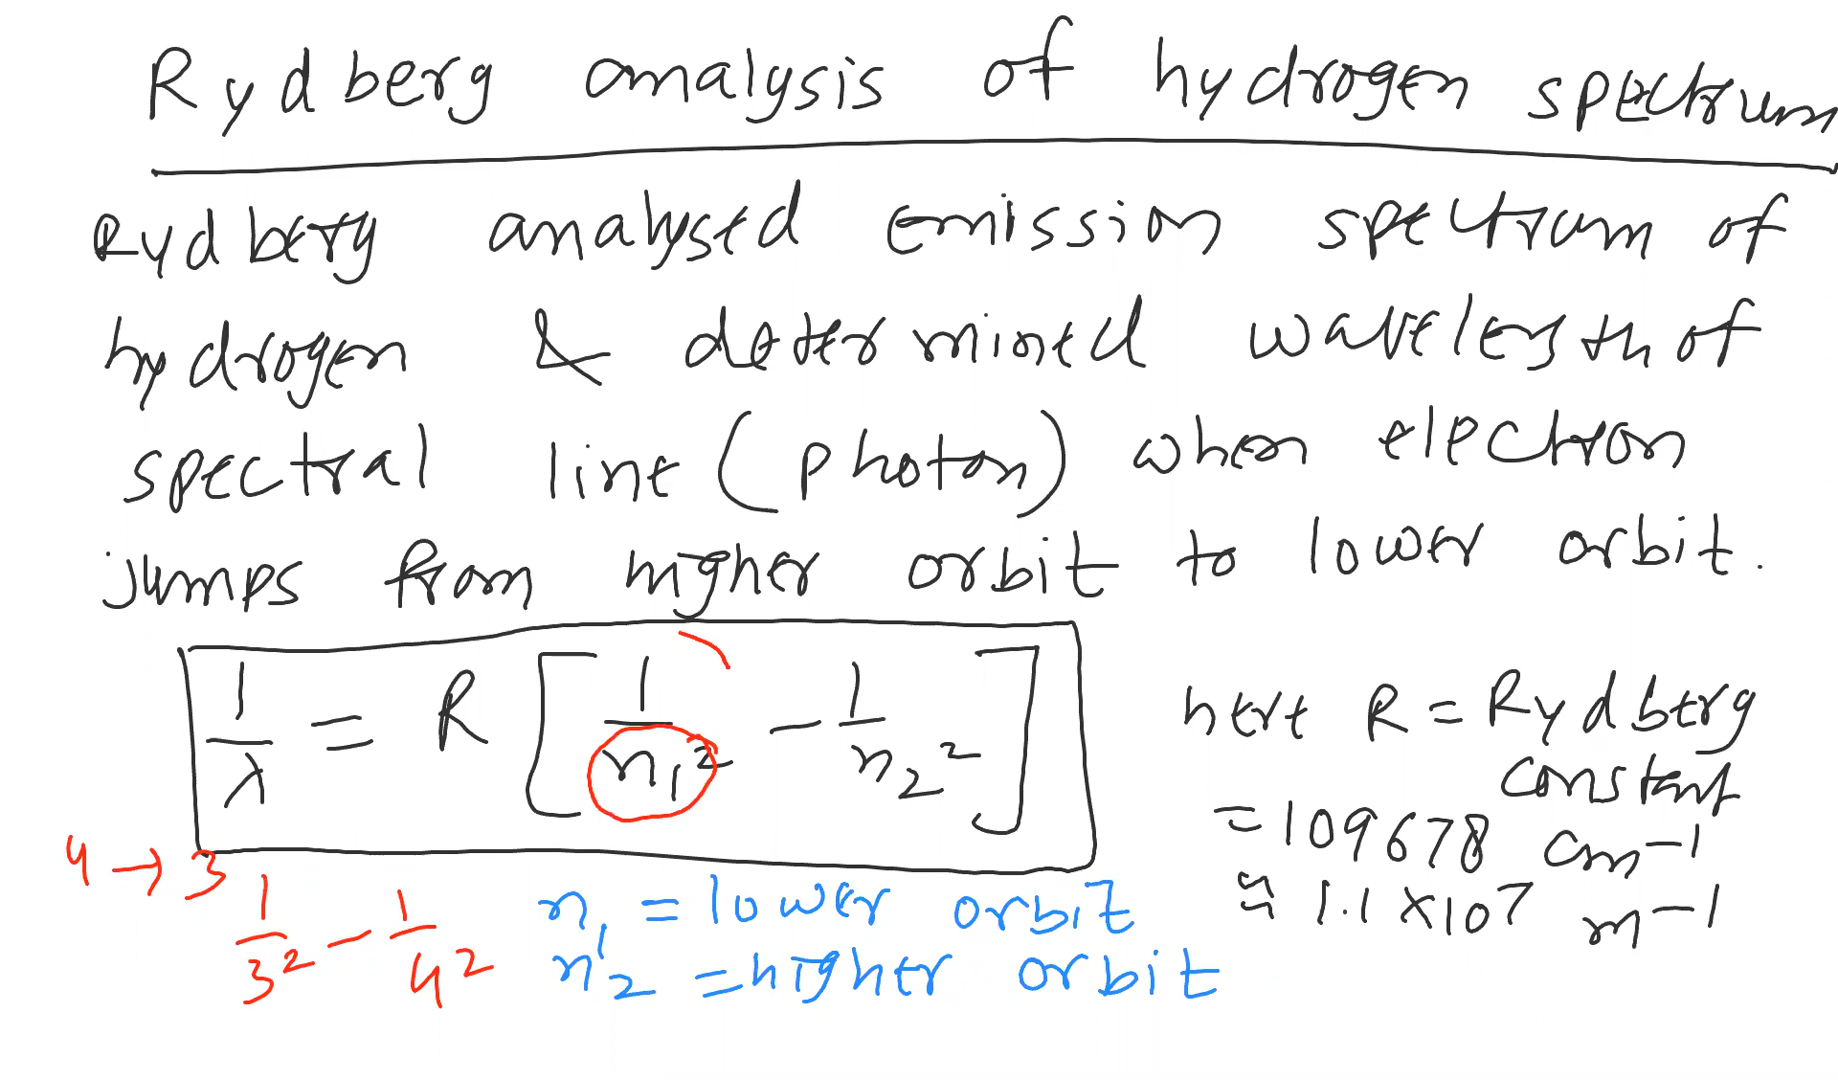 Rydberg analysis of hydrogen spectrum
Rydberg analysed emission spectrum of
hydrogen & determined wavelength of
spectral line (photon) when electron
jumps from higher orbit to lower orbit.
1/λ = R [1/n₁² - 1/n₂²]
here R = Rydberg
constant
= 109678 cm⁻¹
≈ 1.1 × 10⁷ m⁻¹
4 → 3
1/3² - 1/4²
n₁ = lower orbit
n₂ = higher orbit